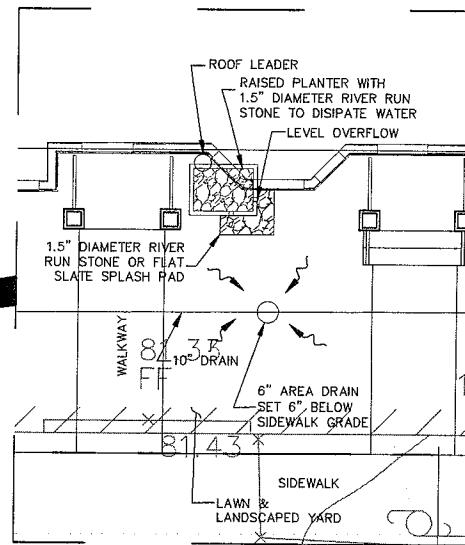 ROOF LEADER
RAISED PLANTER WITH
1.5" DIAMETER RIVER RUN
STONE TO DISIPATE WATER
LEVEL OVERFLOW
1.5" DIAMETER RIVER
RUN STONE OR FLAT
SLATE SPLASH PAD
WALKWAY
10" DRAIN
FF
6" AREA DRAIN
SET 6" BELOW
SIDEWALK GRADE
81.43
SIDEWALK
LAWN &
LANDSCAPED YARD